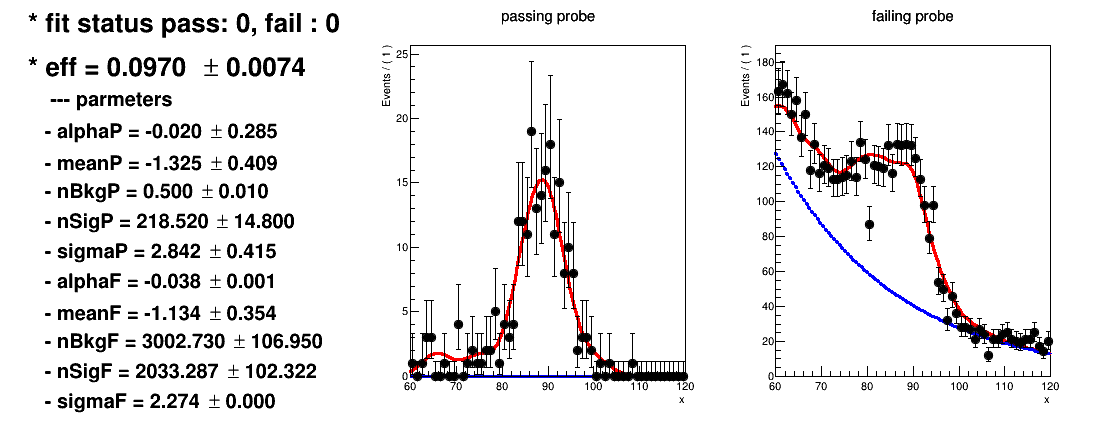 * fit status pass: 0, fail : 0
* eff = 0.0970 ± 0.0074
--- parmeters
- alphaP = -0.020 ± 0.285
- meanP = -1.325 ± 0.409
- nBkgP = 0.500 ± 0.010
- nSigP = 218.520 ± 14.800
- sigmaP = 2.842 ± 0.415
- alphaF = -0.038 ± 0.001
- meanF = -1.134 ± 0.354
- nBkgF = 3002.730 ± 106.950
- nSigF = 2033.287 ± 102.322
- sigmaF = 2.274 ± 0.000
passing probe
Events / ( 1 )
25
20
15
10
5
0
60 70 80 90 100 110 120
x
failing probe
Events / ( 1 )
180
160
140
120
100
80
60
40
20
0
60 70 80 90 100 110 120
x